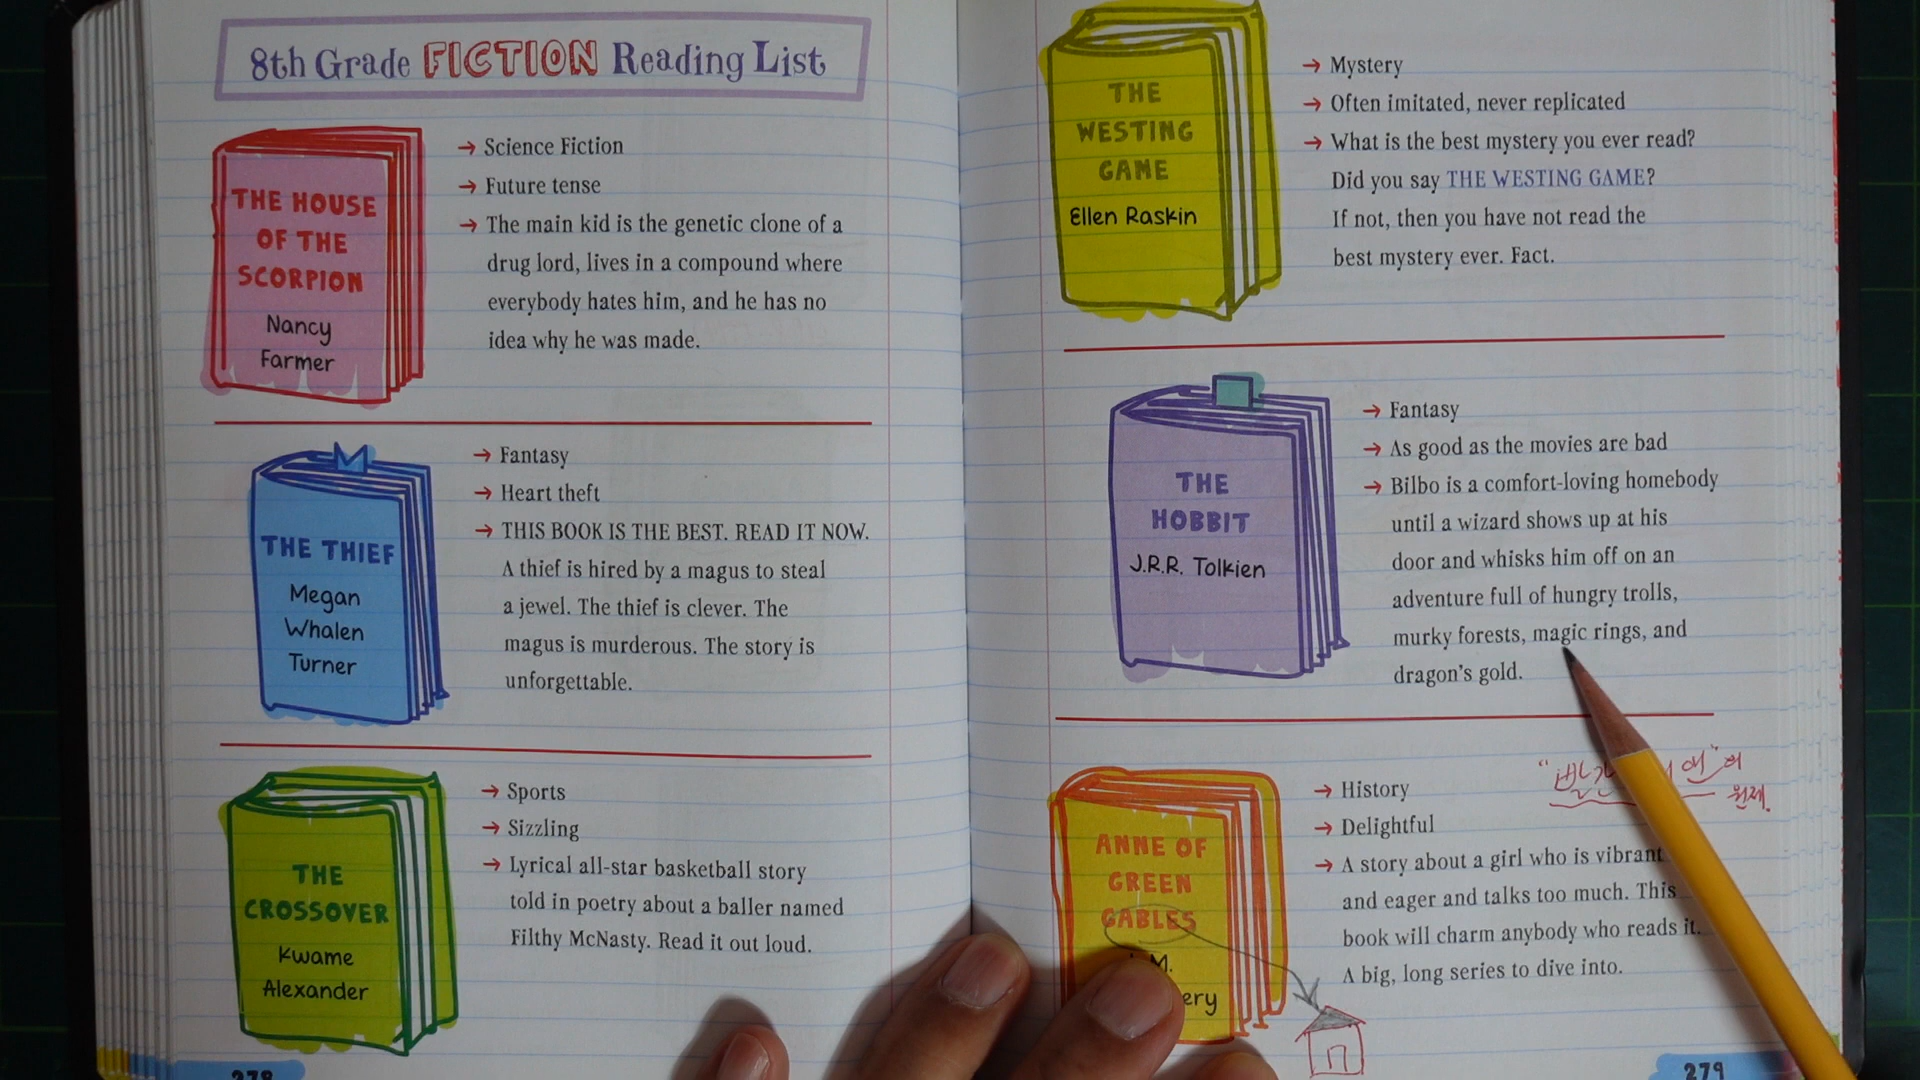 8th Grade FICTION Reading List
THE HOUSE
OF THE
SCORPION
Nancy
Farmer
→ Science Fiction
→ Future tense
→ The main kid is the genetic clone of a
drug lord, lives in a compound where
everybody hates him, and he has no
idea why he was made.
THE THIEF
Megan
Whalen
Turner
→ Fantasy
→ Heart theft
→ THIS BOOK IS THE BEST. READ IT NOW.
A thief is hired by a magus to steal
a jewel. The thief is clever. The
magus is murderous. The story is
unforgettable.
THE
CROSSOVER
Kwame
Alexander
→ Sports
→ Sizzling
→ Lyrical all-star basketball story
told in poetry about a baller named
Filthy McNasty. Read it out loud.
278
THE
WESTING
GAME
Ellen Raskin
→ Mystery
→ Often imitated, never replicated
→ What is the best mystery you ever read?
Did you say THE WESTING GAME?
If not, then you have not read the
best mystery ever. Fact.
THE
HOBBIT
J.R.R. Tolkien
→ Fantasy
→ As good as the movies are bad
→ Bilbo is a comfort-loving homebody
until a wizard shows up at his
door and whisks him off on an
adventure full of hungry trolls,
murky forests, magic rings, and
dragon's gold.
ANNE OF
GREEN
GABLES
M.
ery
→ History
→ Delightful
→ A story about a girl who is vibrant
and eager and talks too much. This
book will charm anybody who reads it.
A big, long series to dive into.
원제.
279